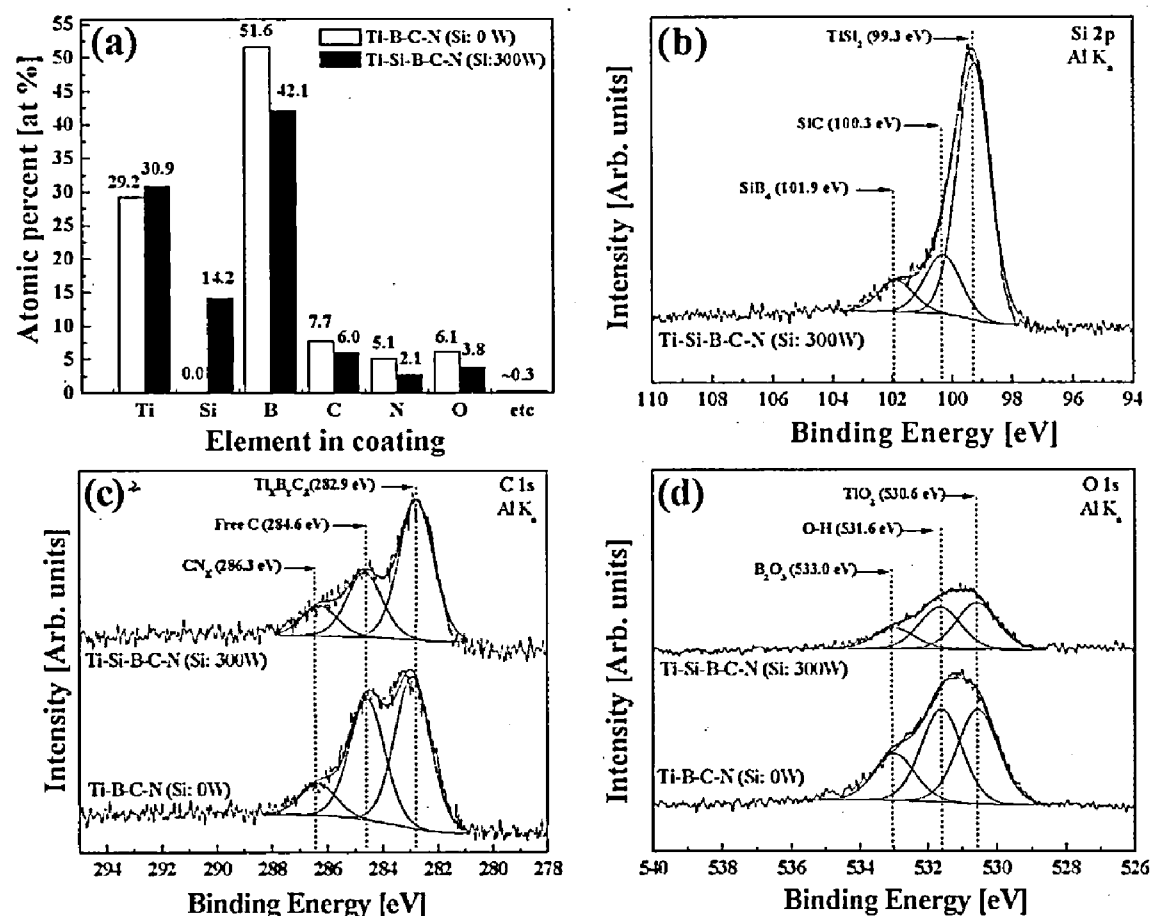 (a)
Ti-B-C-N (Si: 0 W)
Ti-Si-B-C-N (Si:300W)
Atomic percent [at %]
55
50
45
40
35
30
25
20
15
10
5
0
29.2
30.9
0.0
14.2
51.6
42.1
7.7
6.0
5.1
2.1
6.1
3.8
~0.3
Ti Si B C N O etc
Element in coating
(b)
Si 2p
Al Kα
TiSi2 (99.3 eV)
SiC (100.3 eV)
SiB4 (101.9 eV)
Intensity [Arb. units]
Ti-Si-B-C-N (Si: 300W)
110 108 106 104 102 100 98 96 94
Binding Energy [eV]
(c)
C 1s
Al Kα
TiXBYCZ (282.9 eV)
Free C (284.6 eV)
CNX (286.3 eV)
Intensity [Arb. units]
Ti-Si-B-C-N (Si: 300W)
Ti-B-C-N (Si: 0W)
294 292 290 288 286 284 282 280 278
Binding Energy [eV]
(d)
O 1s
Al Kα
TiO2 (530.6 eV)
O-H (531.6 eV)
B2O3 (533.0 eV)
Intensity [Arb. units]
Ti-Si-B-C-N (Si: 300W)
Ti-B-C-N (Si: 0W)
540 538 536 534 532 530 528 526
Binding Energy [eV]